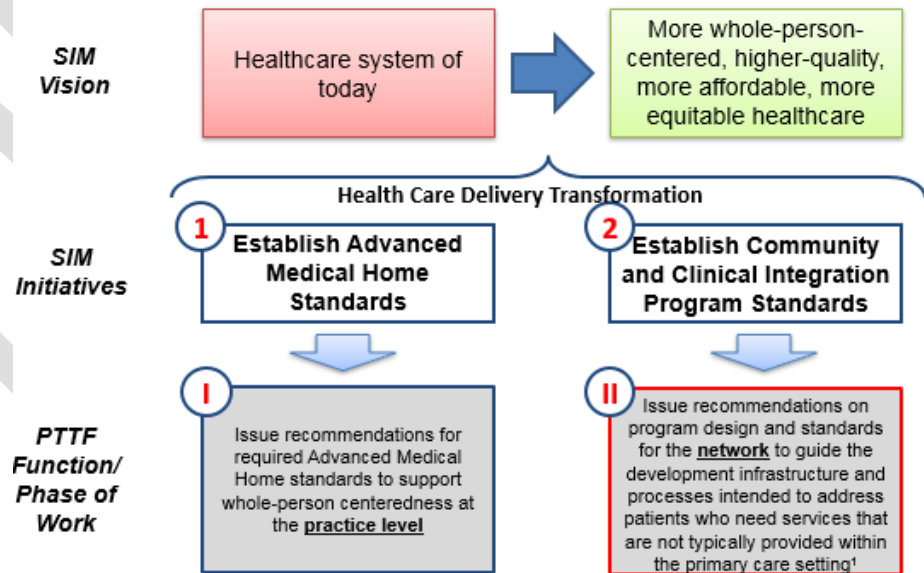 SIM
Vision
Healthcare system of
today
More whole-person-
centered, higher-quality,
more affordable, more
equitable healthcare
Health Care Delivery Transformation
SIM
Initiatives
1
Establish Advanced
Medical Home
Standards
2
Establish Community
and Clinical Integration
Program Standards
PTTF
Function/
Phase of
Work
I
Issue recommendations for
required Advanced Medical
Home standards to support
whole-person centeredness at
the practice level
II
Issue recommendations on
program design and standards
for the network to guide the
development infrastructure and
processes intended to address
patients who need services that
are not typically provided within
the primary care setting¹